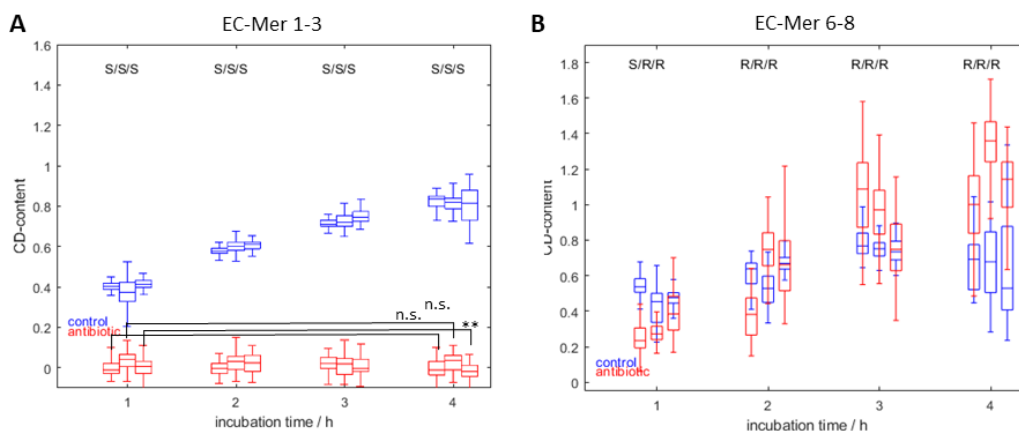 A
EC-Mer 1-3
1.6
1.4
1.2
1
0.8
0.6
0.4
0.2
0
CD-content
S/S/S
S/S/S
S/S/S
S/S/S
n.s.
n.s.
**
control
antibiotic
1
2
3
4
incubation time / h
B
EC-Mer 6-8
1.8
1.6
1.4
1.2
1
0.8
0.6
0.4
0.2
0
CD-content
S/R/R
R/R/R
R/R/R
R/R/R
control
antibiotic
1
2
3
4
incubation time / h